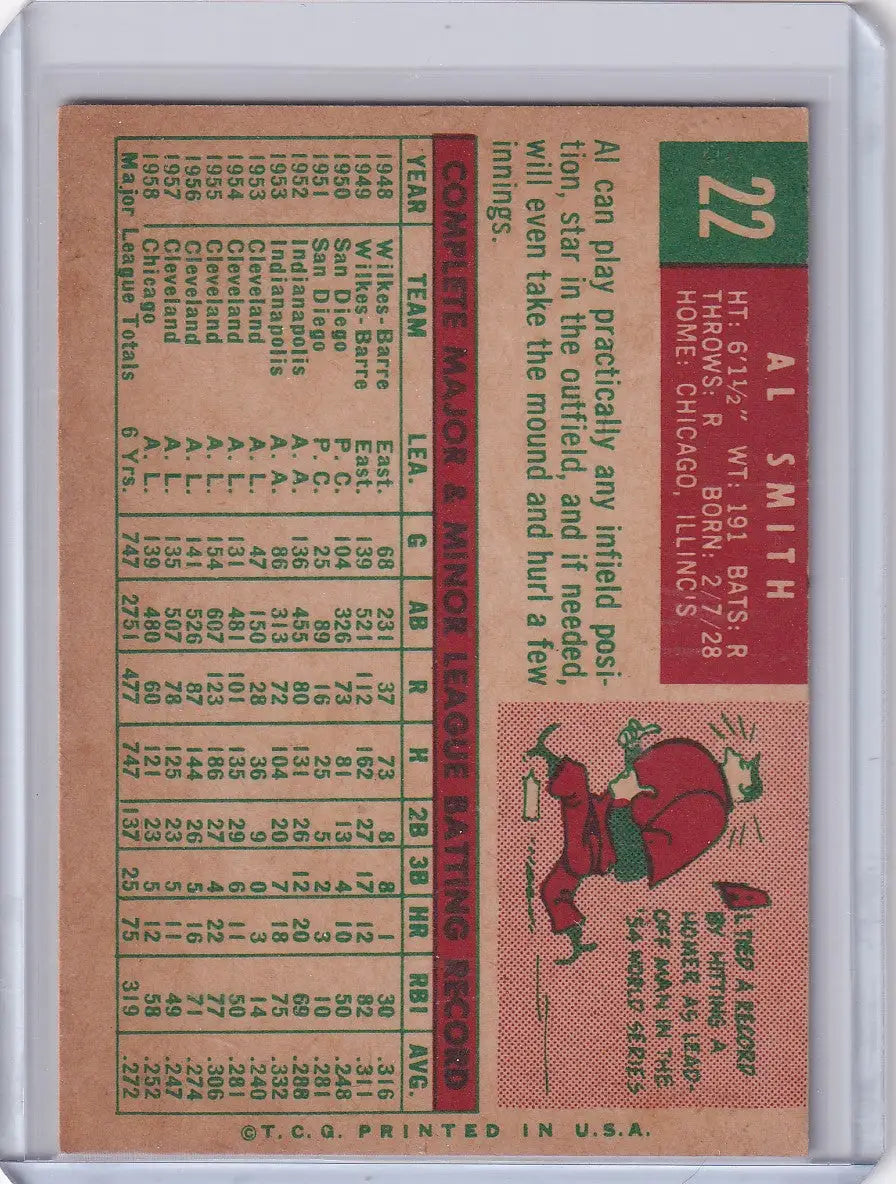 22
AL SMITH
HT: 6'1½" WT: 191 BATS: R
THROWS: R BORN: 2/7/28
HOME: CHICAGO, ILLINC'S
Al can play practically any infield posi-
tion, star in the outfield, and if needed,
will even take the mound and hurl a few
innings.
AL TIED A RECORD
BY HITTING A
HOMER AS LEAD-
OFF MAN IN THE
'54 WORLD SERIES
COMPLETE MAJOR & MINOR LEAGUE BATTING RECORD
YEAR TEAM LEA. G AB R H 2B 3B HR RBI AVG.
1948 Wilkes-Barre East. 68 231 37 73 8 8 1 30 .316
1949 Wilkes-Barre East. 139 521 112 162 27 17 12 82 .311
1950 San Diego P.C. 104 326 73 81 13 4 10 50 .248
1951 San Diego P.C. 25 89 16 25 5 2 3 10 .281
1952 Indianapolis A.A. 136 455 80 131 26 12 20 69 .288
1953 Indianapolis A.A. 86 313 72 104 20 7 18 75 .332
1953 Cleveland A.L. 47 150 28 36 9 0 3 14 .240
1954 Cleveland A.L. 131 481 101 135 29 6 11 50 .281
1955 Cleveland A.L. 154 607 123 186 27 4 22 77 .306
1956 Cleveland A.L. 141 526 87 144 26 5 16 71 .274
1957 Cleveland A.L. 135 507 78 125 23 5 11 49 .247
1958 Chicago A.L. 139 480 60 121 23 5 12 58 .252
Major League Totals 6 Yrs. 747 2751 477 747 137 25 75 319 .272
©T.C.G. PRINTED IN U.S.A.